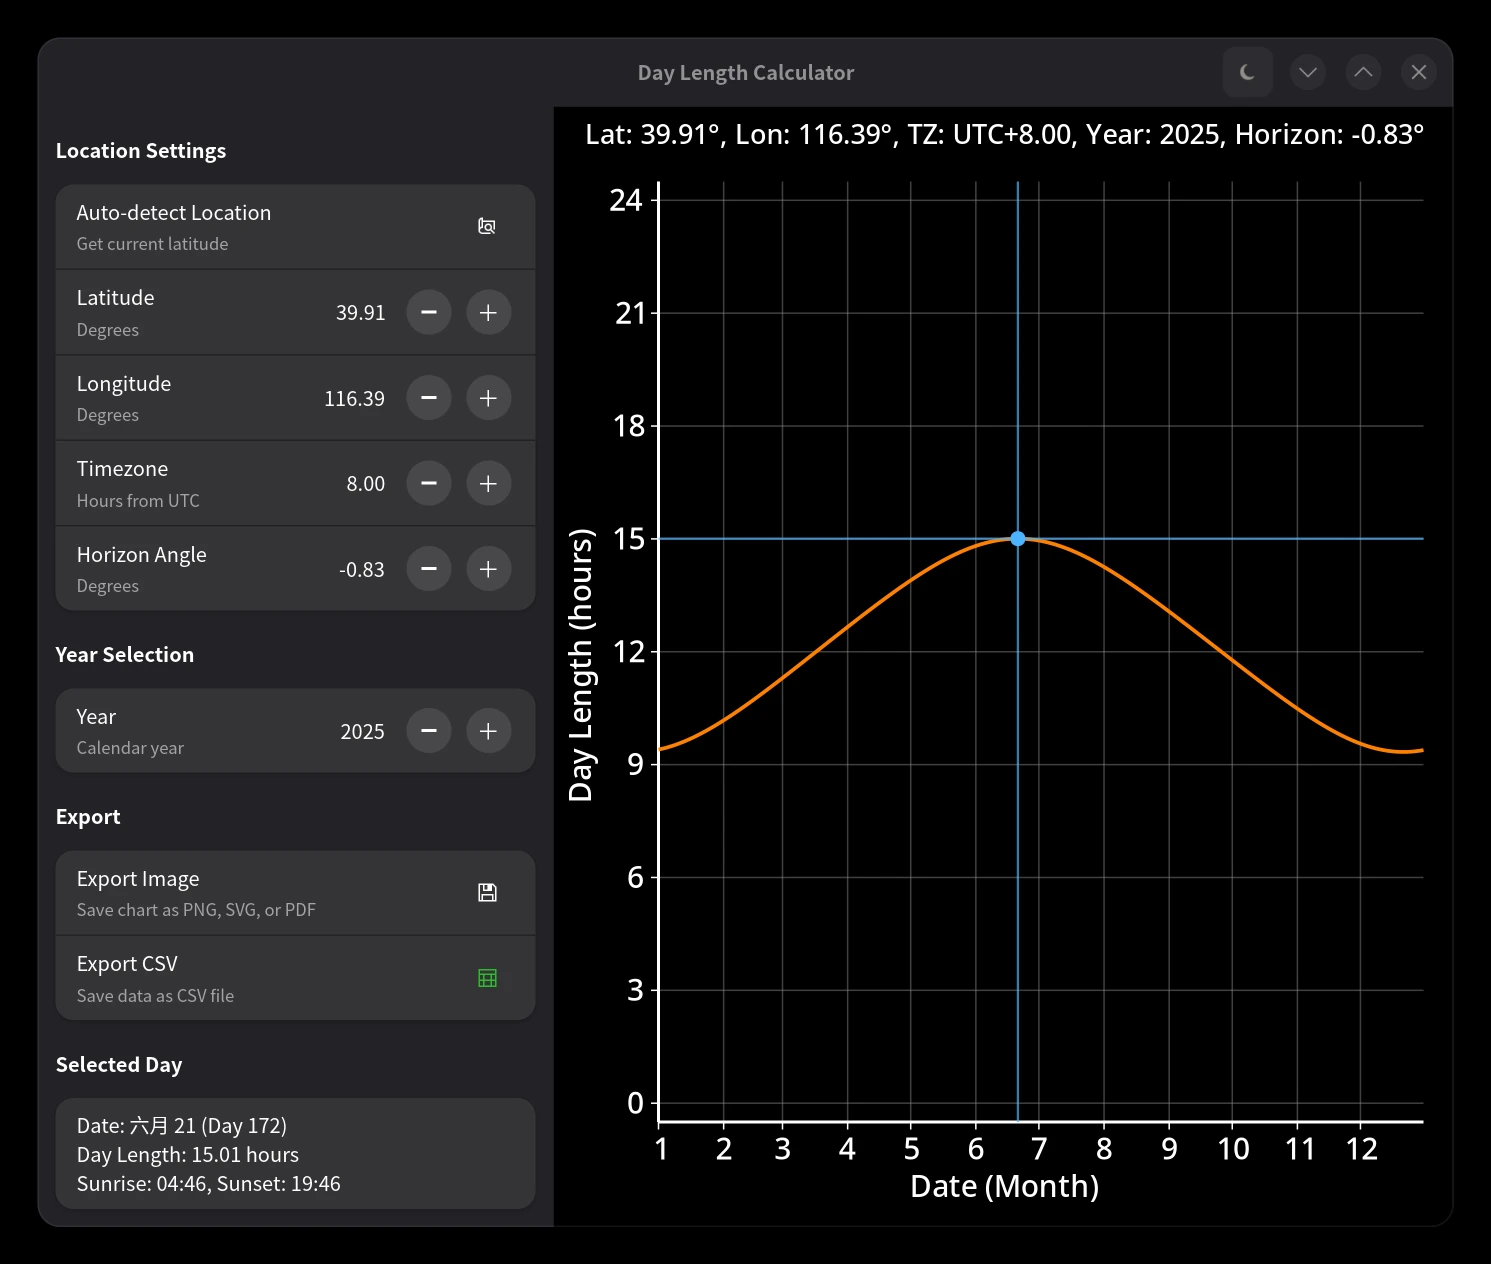 Day Length Calculator
Location Settings
Auto-detect Location
Get current latitude
Latitude
Degrees
39.91
Longitude
Degrees
116.39
Timezone
Hours from UTC
8.00
Horizon Angle
Degrees
-0.83
Year Selection
Year
Calendar year
2025
Export
Export Image
Save chart as PNG, SVG, or PDF
Export CSV
Save data as CSV file
Selected Day
Date: 六月 21 (Day 172)
Day Length: 15.01 hours
Sunrise: 04:46, Sunset: 19:46
Lat: 39.91°, Lon: 116.39°, TZ: UTC+8.00, Year: 2025, Horizon: -0.83°
Day Length (hours)
24
21
18
15
12
9
6
3
0
1 2 3 4 5 6 7 8 9 10 11 12
Date (Month)